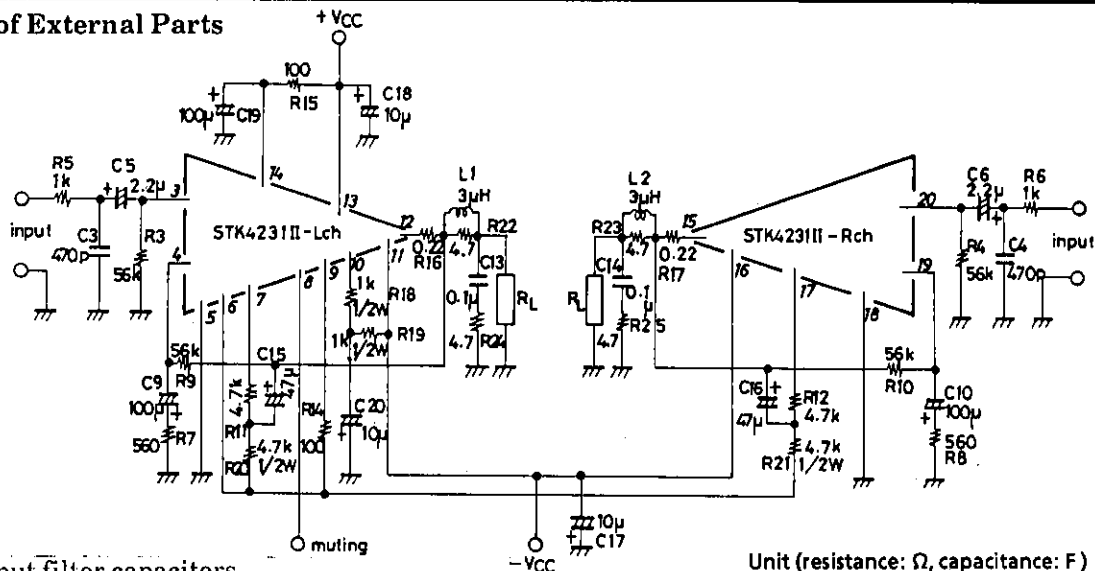 of External Parts
+VCC
100
R15
100μ
C19
C18
10μ
R5
1k
C5
2.2μ
3
14
13
L1
3μH
12
R22
input
C3
470p
R3
56k
4
STK4231II-Lch
0.22
R16
4.7
11
10
9
8
7
6
5
C13
0.1μ
RL
R24
4.7
1k
1/2W
R18
1k
R19
1/2W
56k
R9
C15
47μ
C9
100μ
R7
560
4.7k
R11
4.7k
R20
1/2W
R14
100
C20
10μ
muting
L2
3μH
R23
4.7
15
0.22
R17
STK4231II-Rch
20
C6
2.2μ
R6
1k
input
19
R4
56k
C4
470p
16
17
18
RL
C14
0.1μ
R25
4.7
56k
R10
C16
47μ
R12
4.7k
4.7k
R21
1/2W
C10
100μ
560
R8
10μ
C17
-VCC
put filter capacitors
Unit (resistance: Ω, capacitance: F)